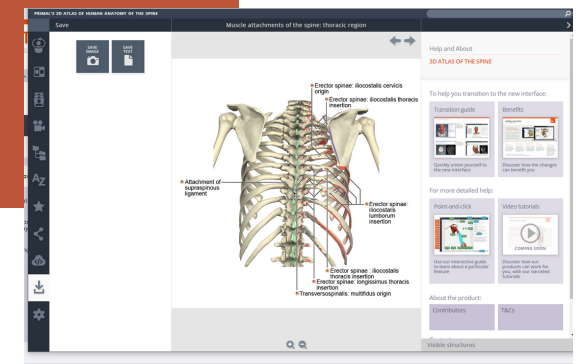 PRIMAL'S 3D ATLAS OF HUMAN ANATOMY OF THE SPINE
Save
Muscle attachments of the spine: thoracic region
SAVE
IMAGE
SAVE
TEXT
AZ
Erector spinae: iliocostalis cervicis
origin
Erector spinae: iliocostalis thoracis
insertion
Attachment of
supraspinous
ligament
Erector spinae:
iliocostalis
lumborum
insertion
Erector spinae : iliocostalis
thoracis insertion
Erector spinae: longissimus thoracis
insertion
Transversospinalis: multifidus origin
Help and About
3D ATLAS OF THE SPINE
To help you transition to the new interface:
Transition guide
Benefits
Quickly orientate yourself to
the new interface
Discover how the changes
can benefit you
For more detailed help:
Point-and-click
Video tutorials
COMING SOON
Use our interactive guide
to learn about a particular
feature
Discover how our
products can work for
you, with our narrated
tutorials
About the product:
Contributors
T&Cs
Visible structures